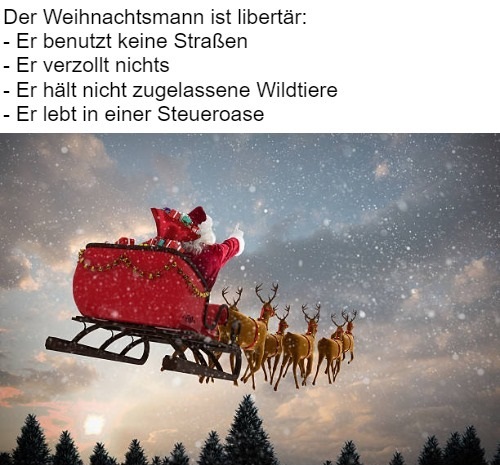 Der Weihnachtsmann ist libertär:
- Er benutzt keine Straßen
- Er verzollt nichts
- Er hält nicht zugelassene Wildtiere
- Er lebt in einer Steueroase